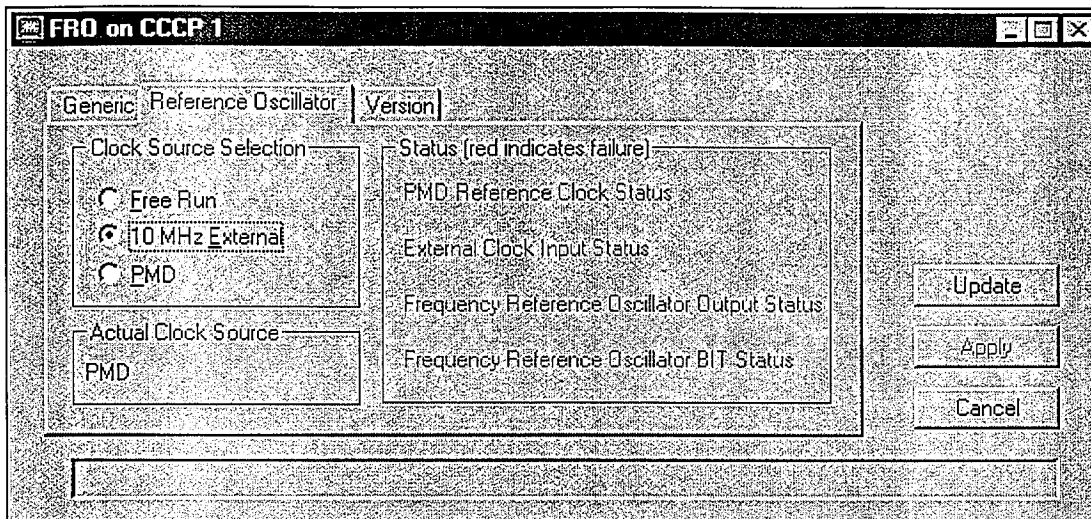 FRO on CCCP 1
Generic
Reference Oscillator
Version
Clock Source Selection
Free Run
10 MHz External
PMD
Actual Clock Source
PMD
Status (red indicates failure)
PMD Reference Clock Status
External Clock Input Status
Frequency Reference Oscillator Output Status
Frequency Reference Oscillator BIT Status
Update
Apply
Cancel